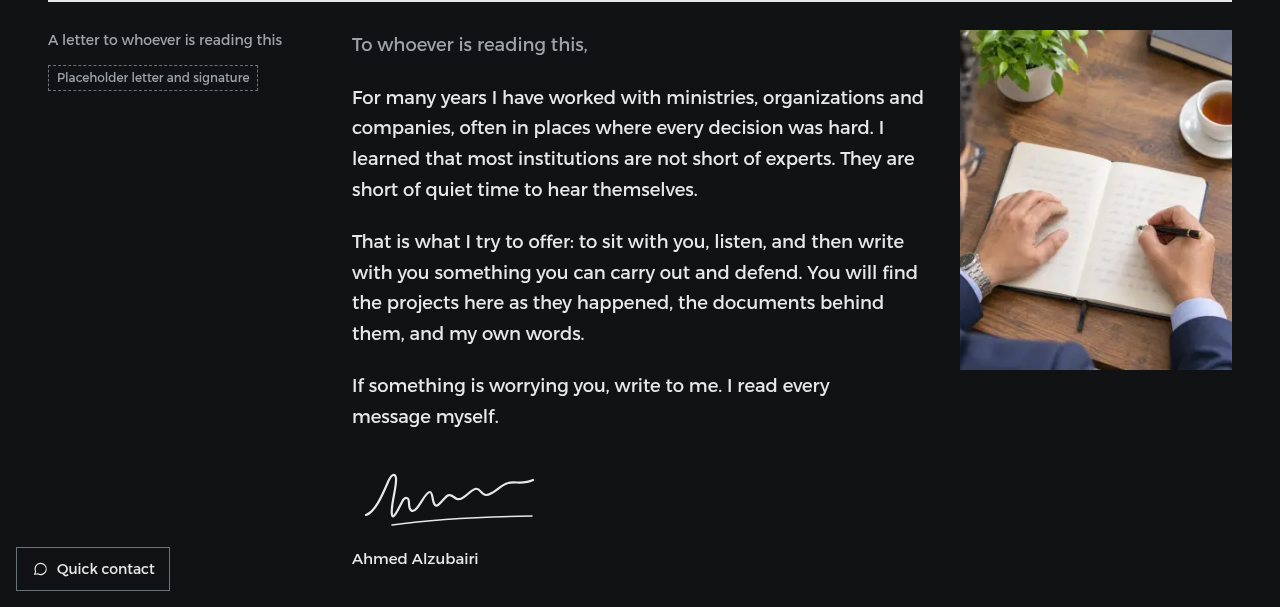 A letter to whoever is reading this
Placeholder letter and signature
To whoever is reading this,
For many years I have worked with ministries, organizations and
companies, often in places where every decision was hard. I
learned that most institutions are not short of experts. They are
short of quiet time to hear themselves.
That is what I try to offer: to sit with you, listen, and then write
with you something you can carry out and defend. You will find
the projects here as they happened, the documents behind
them, and my own words.
If something is worrying you, write to me. I read every
message myself.
Ahmed Alzubairi
Quick contact